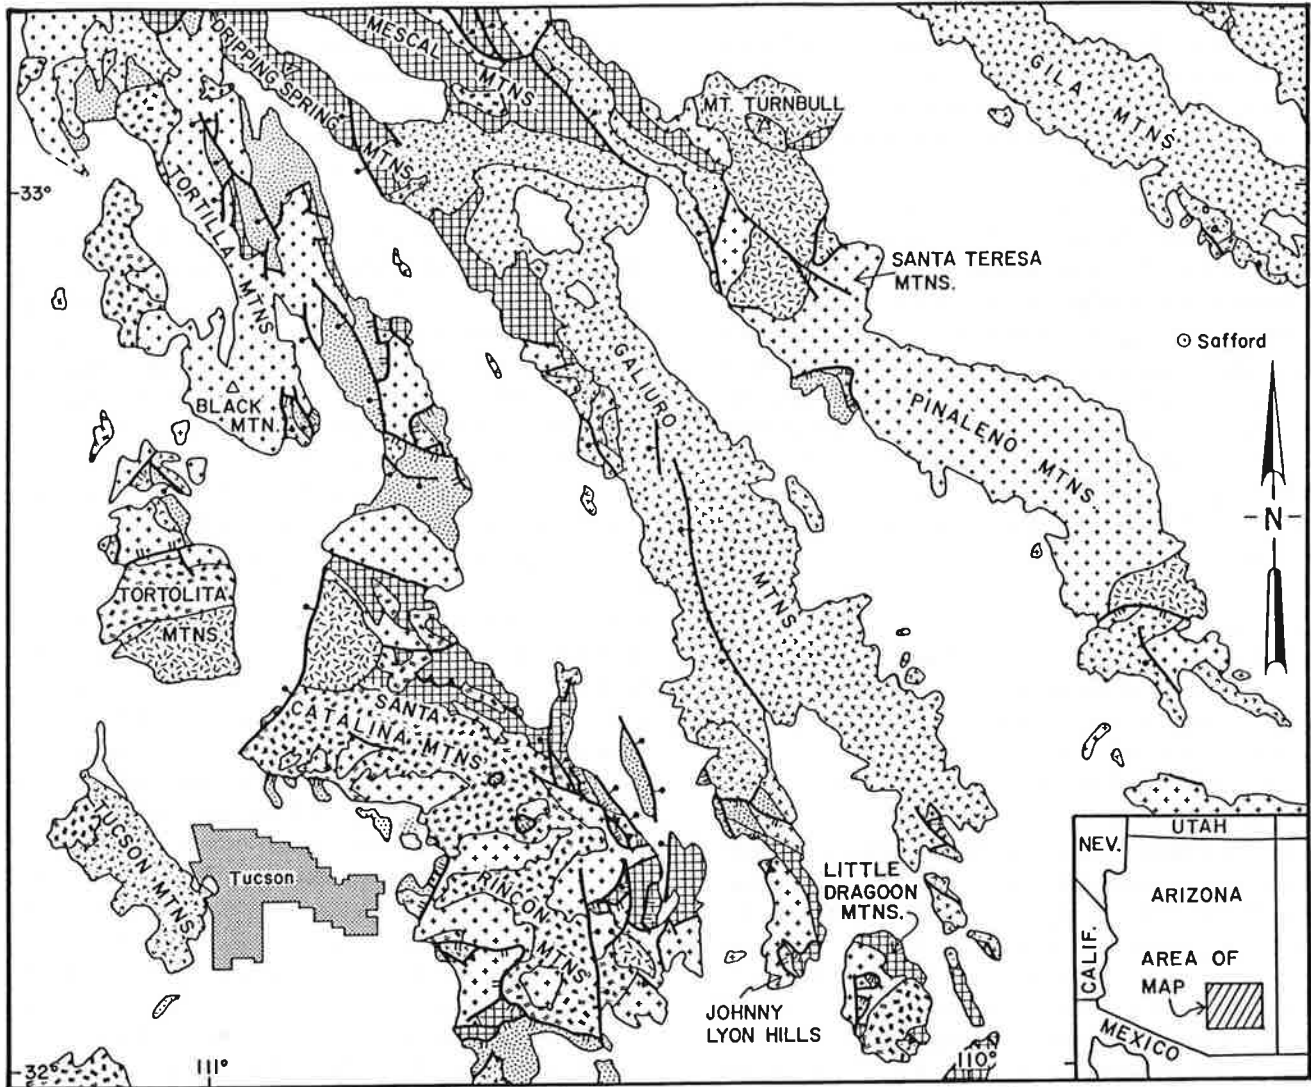 DRIPPING SPRING MTNS
MESCAL MTNS
MT. TURNBULL
GILA MTNS
33°
TORTILLA MTNS
SANTA TERESA
MTNS.
Safford
GALIURO MTNS
BLACK
MTN.
PINALENO MTNS
N
TORTOLITA
MTNS
SANTA
CATALINA MTNS
TUCSON MTNS
Tucson
RINCON MTNS
LITTLE
DRAGOON
MTNS.
JOHNNY
LYON HILLS
UTAH
NEV.
ARIZONA
CALIF.
AREA OF
MAP
MEXICO
32°
111°
110°